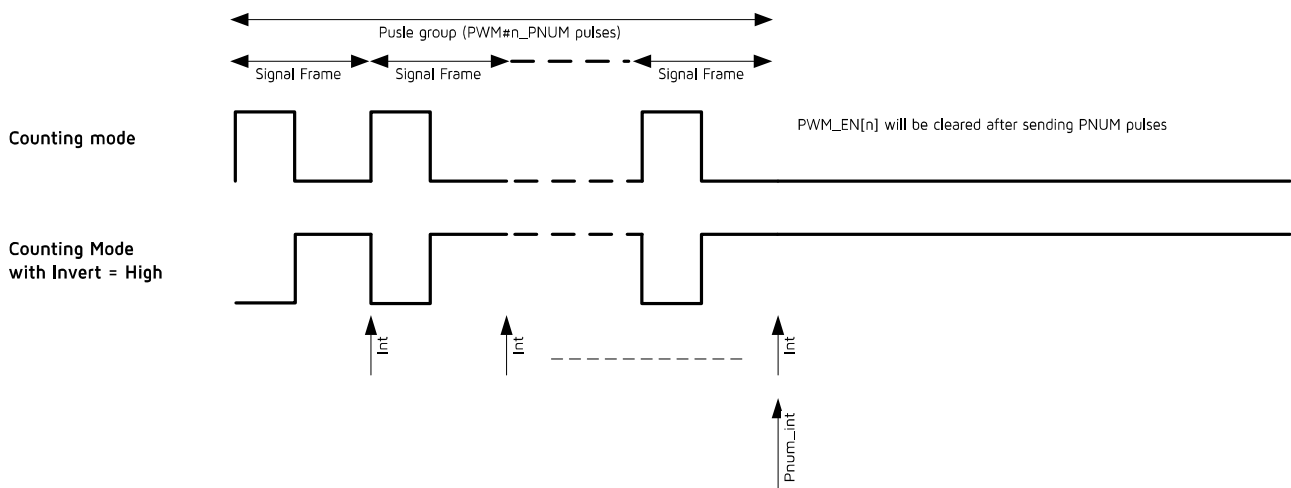 Pusle group (PWM#n_PNUM pulses)
Signal Frame
Signal Frame
Signal Frame
Counting mode
PWM_EN[n] will be cleared after sending PNUM pulses
Counting Mode
with Invert = High
Int
Int
Int
Pnum_int